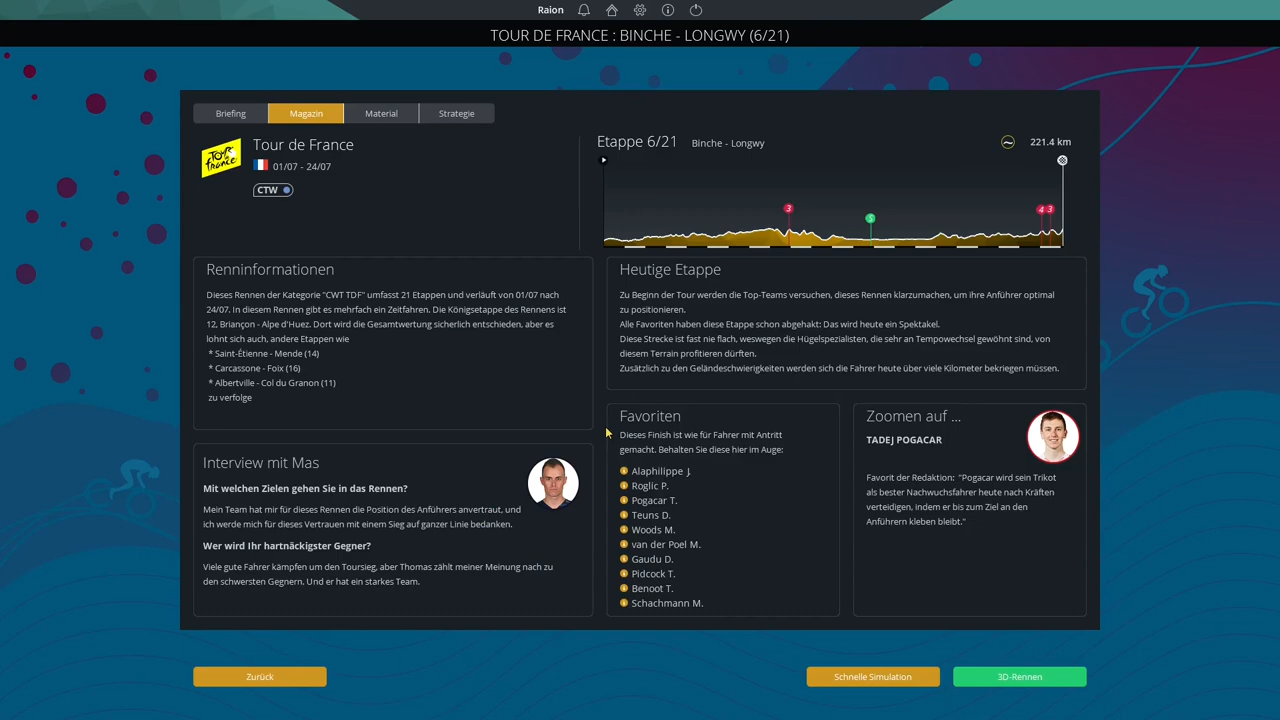 Raion
TOUR DE FRANCE : BINCHE - LONGWY (6/21)
Briefing
Magazin
Material
Strategie
TOUR
france
Tour de France
01/07 - 24/07
CTW
Etappe 6/21
Binche - Longwy
221.4 km
3
S
4
3
Renninformationen
Dieses Rennen der Kategorie "CWT TDF" umfasst 21 Etappen und verläuft von 01/07 nach
24/07. In diesem Rennen gibt es mehrfach ein Zeitfahren. Die Königsetappe des Rennens ist
12, Briançon - Alpe d'Huez. Dort wird die Gesamtwertung sicherlich entschieden, aber es
lohnt sich auch, andere Etappen wie
* Saint-Étienne - Mende (14)
* Carcassone - Foix (16)
* Albertville - Col du Granon (11)
zu verfolge
Heutige Etappe
Zu Beginn der Tour werden die Top-Teams versuchen, dieses Rennen klarzumachen, um ihre Anführer optimal
zu positionieren.
Alle Favoriten haben diese Etappe schon abgehakt: Das wird heute ein Spektakel.
Diese Strecke ist fast nie flach, weswegen die Hügelspezialisten, die sehr an Tempowechsel gewöhnt sind, von
diesem Terrain profitieren dürften.
Zusätzlich zu den Geländeschwierigkeiten werden sich die Fahrer heute über viele Kilometer bekriegen müssen.
Interview mit Mas
Mit welchen Zielen gehen Sie in das Rennen?
Mein Team hat mir für dieses Rennen die Position des Anführers anvertraut, und
ich werde mich für dieses Vertrauen mit einem Sieg auf ganzer Linie bedanken.
Wer wird Ihr hartnäckigster Gegner?
Viele gute Fahrer kämpfen um den Toursieg, aber Thomas zählt meiner Meinung nach zu
den schwersten Gegnern. Und er hat ein starkes Team.
Favoriten
Dieses Finish ist wie für Fahrer mit Antritt
gemacht. Behalten Sie diese hier im Auge:
Alaphilippe J.
Roglic P.
Pogacar T.
Teuns D.
Woods M.
van der Poel M.
Gaudu D.
Pidcock T.
Benoot T.
Schachmann M.
Zoomen auf ...
TADEJ POGACAR
Favorit der Redaktion: "Pogacar wird sein Trikot
als bester Nachwuchsfahrer heute nach Kräften
verteidigen, indem er bis zum Ziel an den
Anführern kleben bleibt."
Zurück
Schnelle Simulation
3D-Rennen